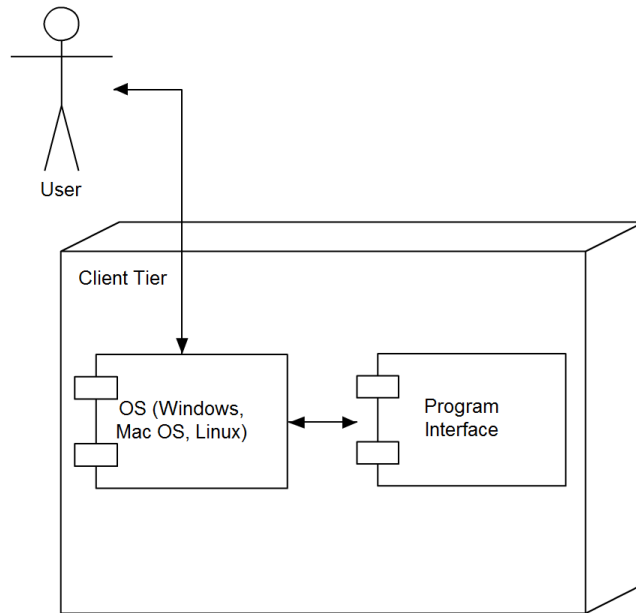 User
Client Tier
OS (Windows,
Mac OS, Linux)
Program
Interface